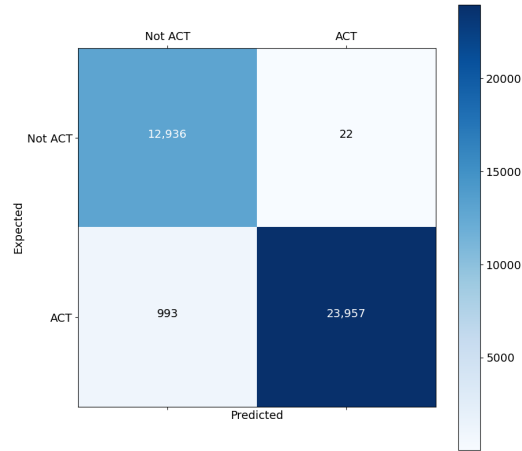 Not ACT ACT
20000
Not ACT 12,936 22
15000
Expected
10000
ACT 993 23,957
5000
Predicted